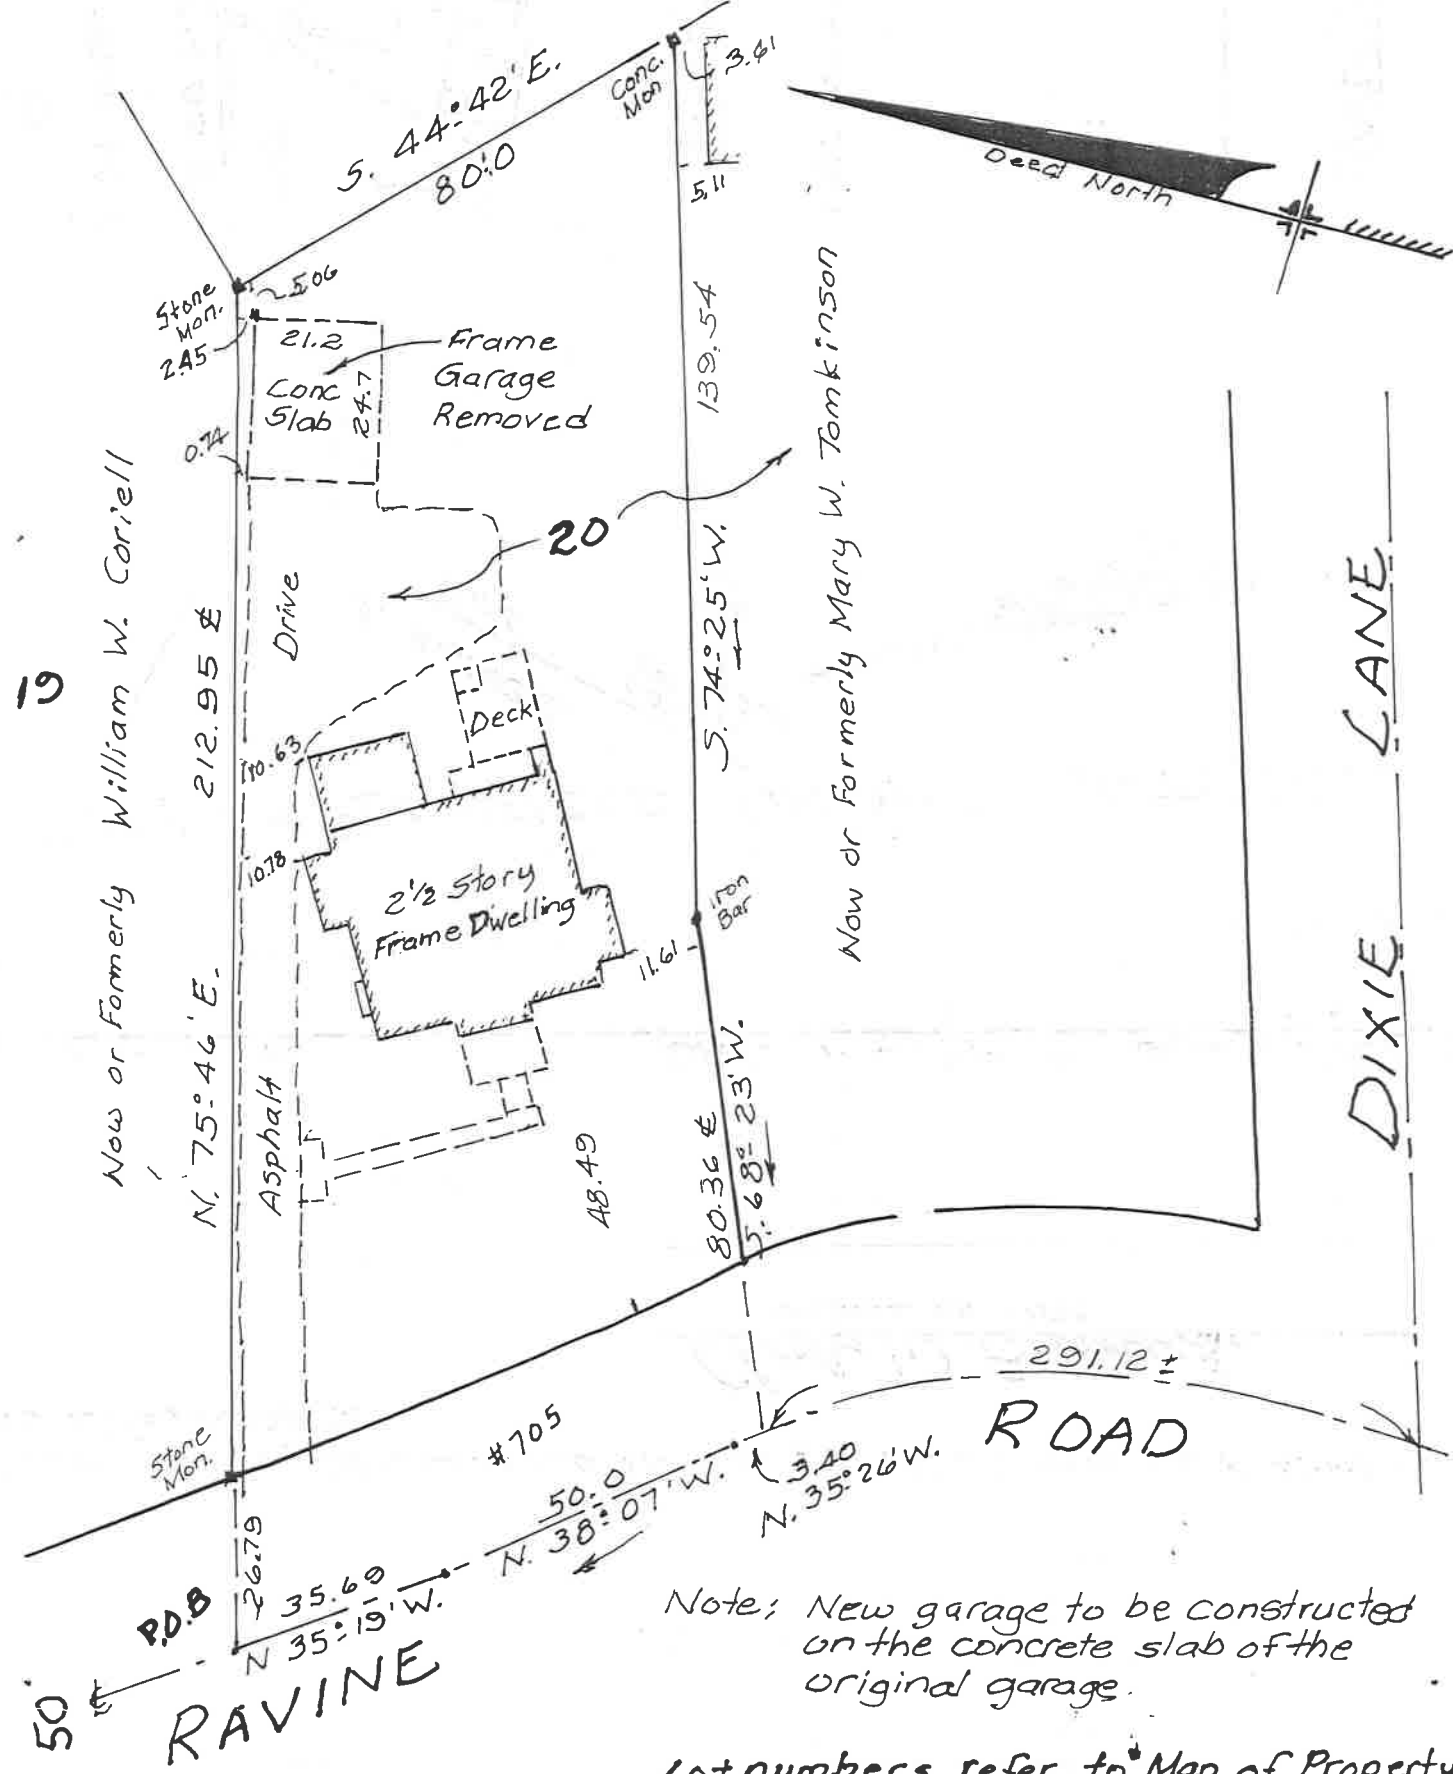 S. 44°42' E.
80.0
Conc.
Mon
3.61
5.11
Deed North
Stone
Mon.
5.06
2.45
21.2
Conc
Slab
24.7
Frame
Garage
Removed
0.74
139.54
S. 74°25' W.
Now or Formerly Mary W. Tomkinson
20
19
Now or Formerly William W. Coriell
N. 75°46' E.
212.95 ℄
Drive
Deck
10.63
10.78
2 1/2 Story
Frame Dwelling
Iron
Bar
11.61
Asphalt
48.49
80.36 ℄
S. 68°23' W.
DIXIE LANE
291.12 ±
ROAD
#705
Stone
Mon.
26.79
P.O.B
35.69
N 35°19' W.
50.0
N. 38°07' W.
3.40
N. 35°26' W.
50
RAVINE
Note; New garage to be constructed
on the concrete slab of the
original garage.
Lot numbers refer to "Map of Property